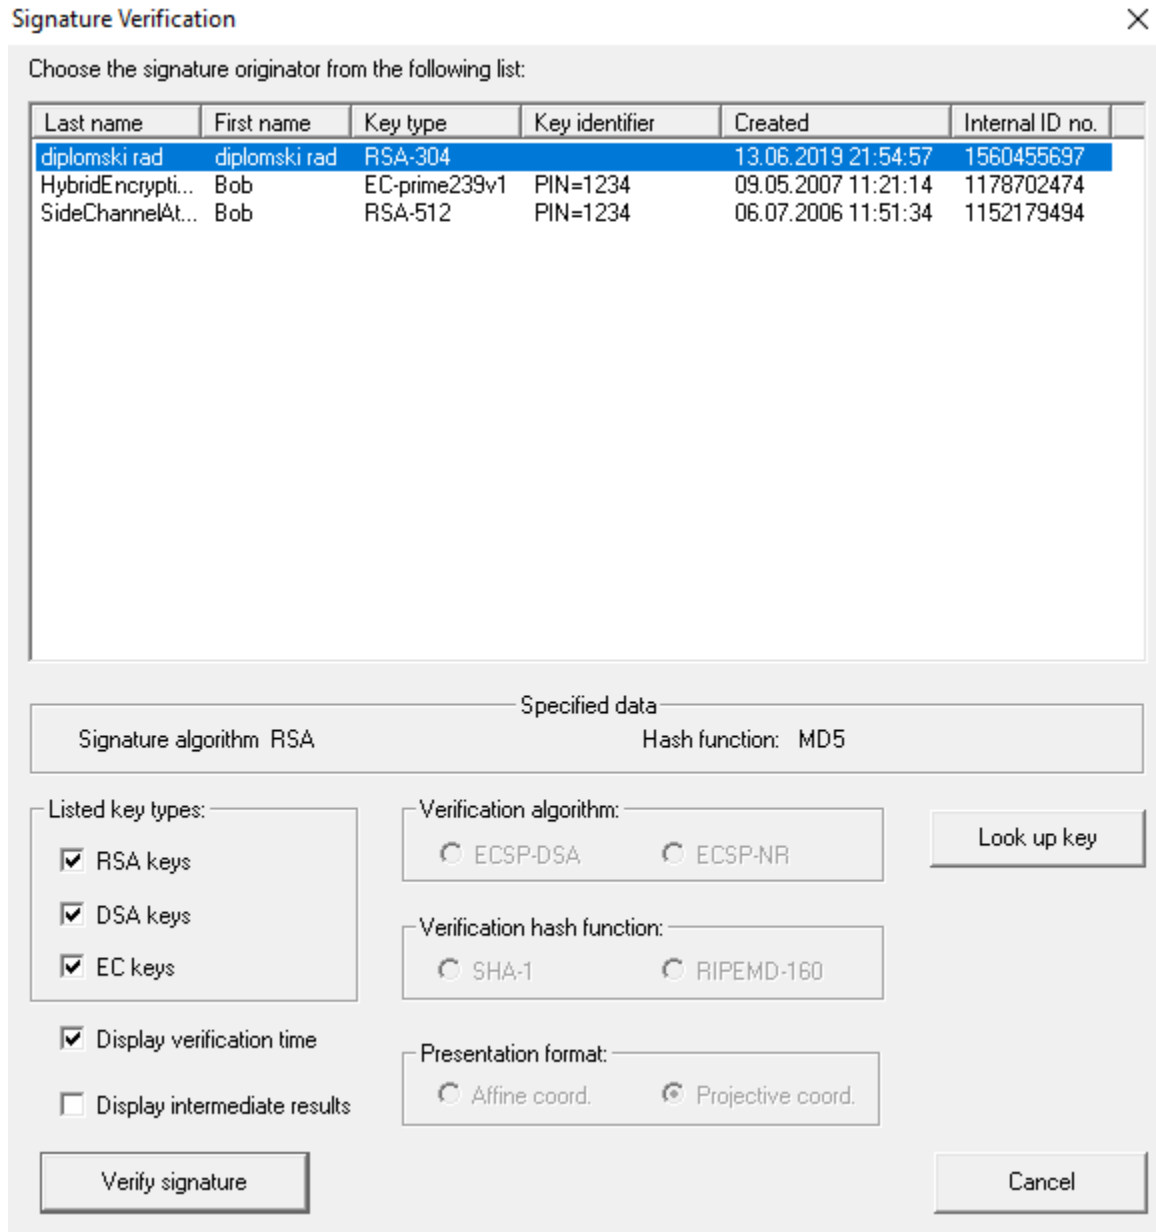 Signature Verification
Choose the signature originator from the following list:
Last name First name Key type Key identifier Created Internal ID no.
diplomski rad diplomski rad RSA-304 13.06.2019 21:54:57 1560455697
HybridEncrypti... Bob EC-prime239v1 PIN=1234 09.05.2007 11:21:14 1178702474
SideChannelAt... Bob RSA-512 PIN=1234 06.07.2006 11:51:34 1152179494
Specified data
Signature algorithm RSA Hash function: MD5
Listed key types:
RSA keys
DSA keys
EC keys
Display verification time
Display intermediate results
Verification algorithm:
ECSP-DSA ECSP-NR
Verification hash function:
SHA-1 RIPEMD-160
Presentation format:
Affine coord. Projective coord.
Look up key
Verify signature
Cancel